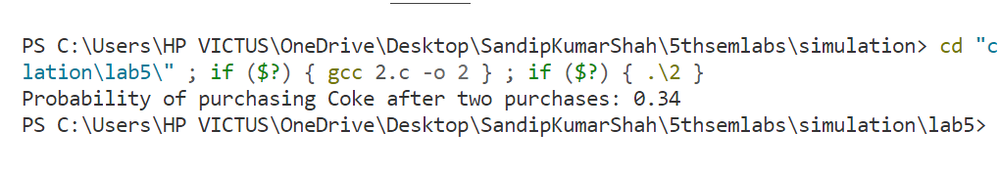 PS C:\Users\HP VICTUS\OneDrive\Desktop\SandipKumarShah\5thsemlabs\simulation> cd "c
lation\lab5\" ; if ($?) { gcc 2.c -o 2 } ; if ($?) { .\2 }
Probability of purchasing Coke after two purchases: 0.34
PS C:\Users\HP VICTUS\OneDrive\Desktop\SandipKumarShah\5thsemlabs\simulation\lab5>